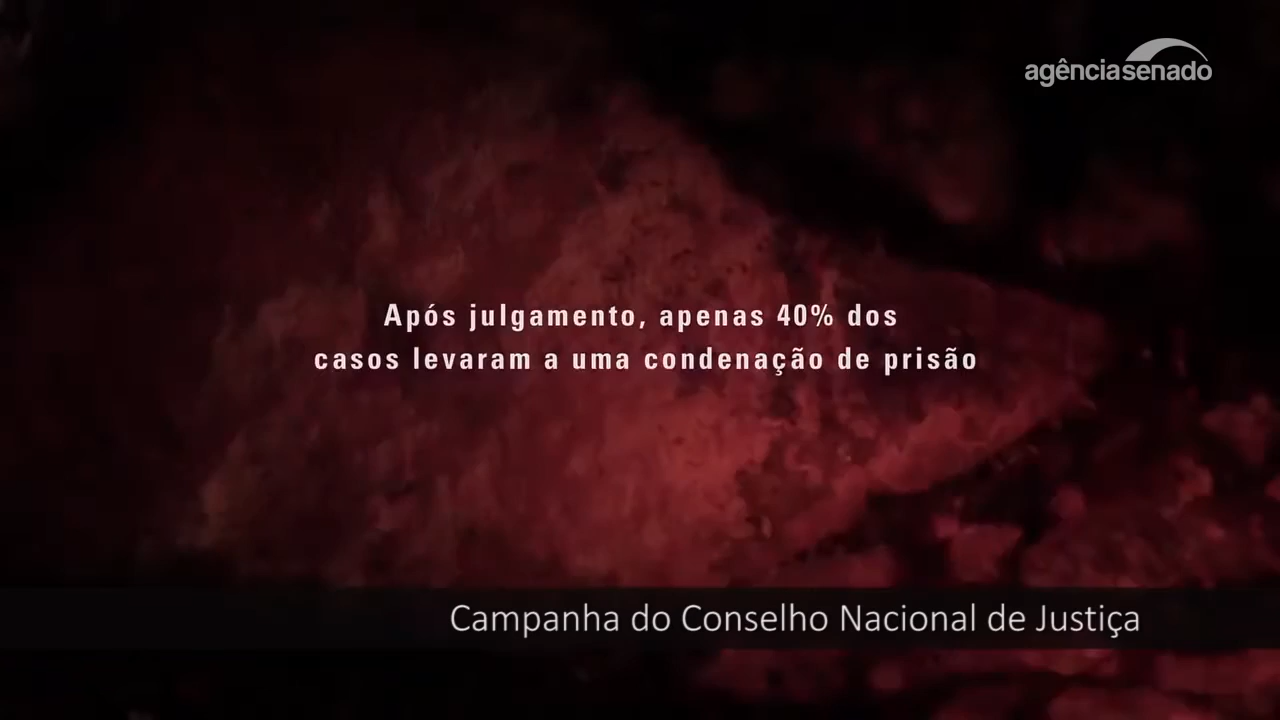 agênciasenado
Após julgamento, apenas 40% dos
casos levaram a uma condenação de prisão
Campanha do Conselho Nacional de Justiça